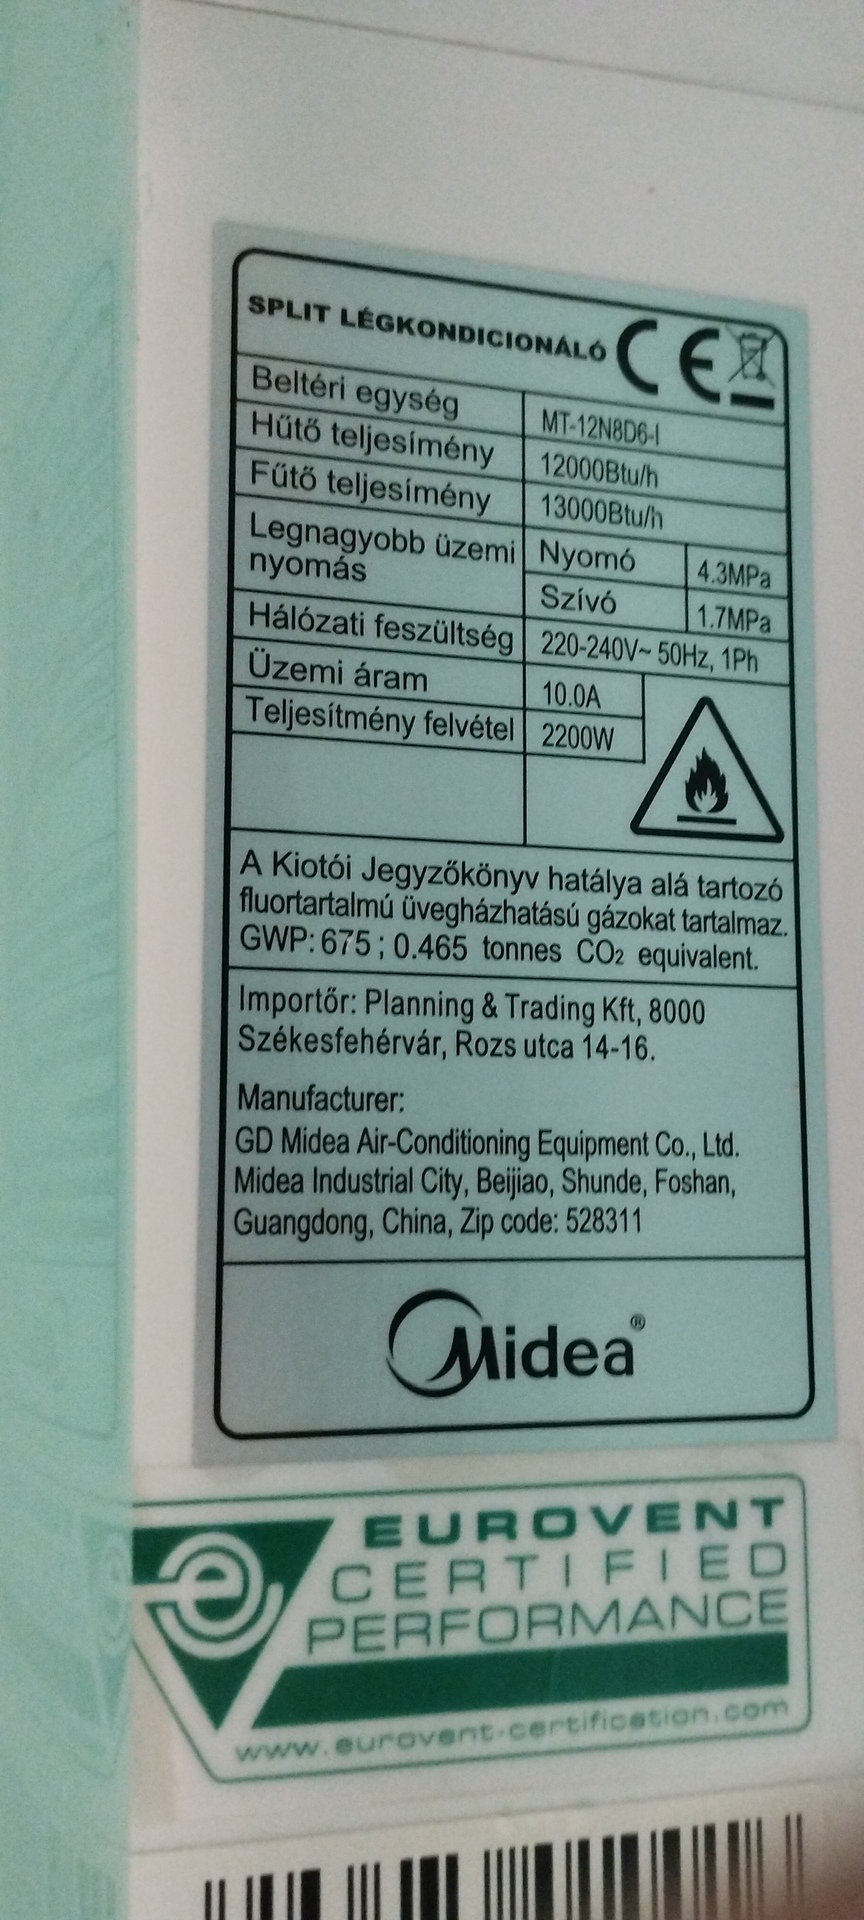 SPLIT LÉGKONDICIONÁLÓ CE
Beltéri egység MT-12N8D6-I
Hűtő teljesímény 12000Btu/h
Fűtő teljesímény 13000Btu/h
Legnagyobb üzemi nyomás Nyomó 4.3MPa
Szívó 1.7MPa
Hálózati feszültség 220-240V~ 50Hz, 1Ph
Üzemi áram 10.0A
Teljesítmény felvétel 2200W
A Kiotói Jegyzőkönyv hatálya alá tartozó
fluortartalmú üvegházhatású gázokat tartalmaz.
GWP: 675 ; 0.465 tonnes CO2 equivalent.
Importőr: Planning & Trading Kft, 8000
Székesfehérvár, Rozs utca 14-16.
Manufacturer:
GD Midea Air-Conditioning Equipment Co., Ltd.
Midea Industrial City, Beijiao, Shunde, Foshan,
Guangdong, China, Zip code: 528311
Midea®
EUROVENT
CERTIFIED
PERFORMANCE
www.eurovent-certification.com